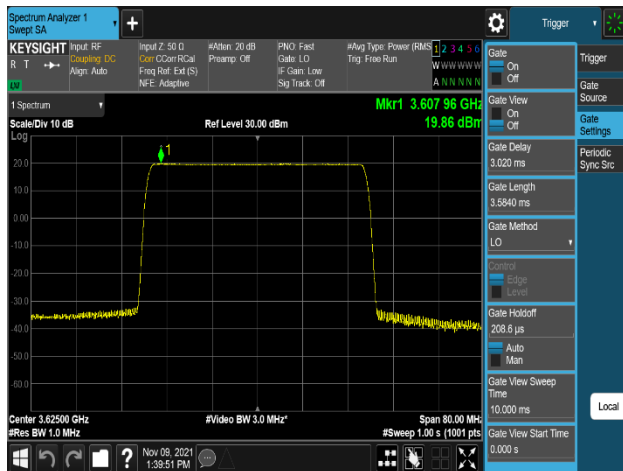 Spectrum Analyzer 1
Swept SA
Trigger
KEYSIGHT
R T
Input: RF
Coupling: DC
Align: Auto
Input Z: 50 Ω
Corr CCorr RCal
Freq Ref: Ext (S)
NFE: Adaptive
#Atten: 20 dB
Preamp: Off
PNO: Fast
Gate: LO
IF Gain: Low
Sig Track: Off
#Avg Type: Power (RMS
Trig: Free Run
1 2 3 4 5 6
W W W W W W
A N N N N N
1 Spectrum
Scale/Div 10 dB
Log
Ref Level 30.00 dBm
Mkr1 3.607 96 GHz
19.86 dBm
1
20.0
10.0
0.00
-10.0
-20.0
-30.0
-40.0
-50.0
-60.0
Center 3.62500 GHz
#Res BW 1.0 MHz
#Video BW 3.0 MHz*
Span 80.00 MHz
#Sweep 1.00 s (1001 pts
Nov 09, 2021
1:39:51 PM
Gate
On
Off
Gate View
On
Off
Gate Delay
3.020 ms
Gate Length
3.5840 ms
Gate Method
LO
Control
Edge
Level
Gate Holdoff
208.6 µs
Auto
Man
Gate View Sweep
Time
10.000 ms
Gate View Start Time
0.000 s
Trigger
Gate
Source
Gate
Settings
Periodic
Sync Src
Local